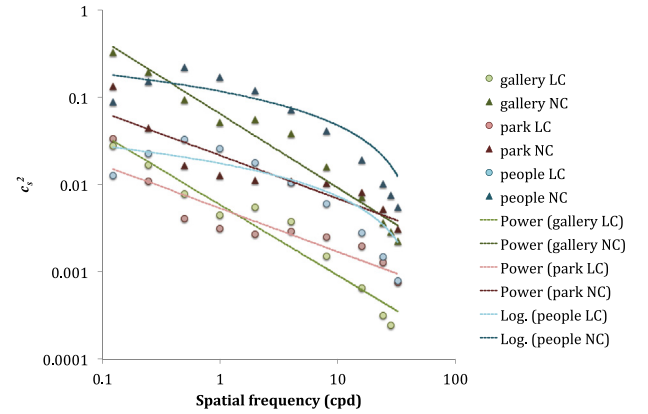 1
0.1
0.01
0.001
0.0001
c_s^2
0.1
1
10
100
Spatial frequency (cpd)
gallery LC
gallery NC
park LC
park NC
people LC
people NC
Power (gallery LC)
Power (gallery NC)
Power (park LC)
Power (park NC)
Log. (people LC)
Log. (people NC)